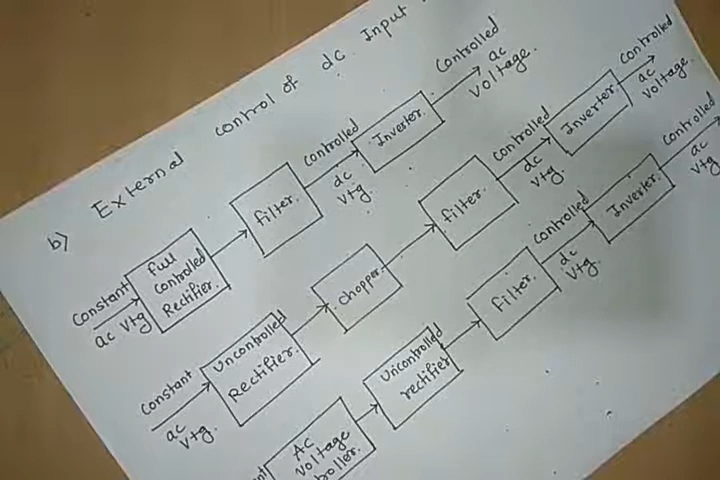 b) External control of dc Input
Constant
ac vtg
Full
controlled
Rectifier.
filter.
controlled
dc
vtg.
Inverter.
controlled
ac
voltage.
constant
ac
vtg.
Uncontrolled
Rectifier.
chopper.
filter.
controlled
dc
vtg.
Inverter.
controlled
ac
voltage.
AC
voltage
Uncontrolled
rectifier
filter.
controlled
dc
vtg.
Inverter.
controlled
ac
vtg